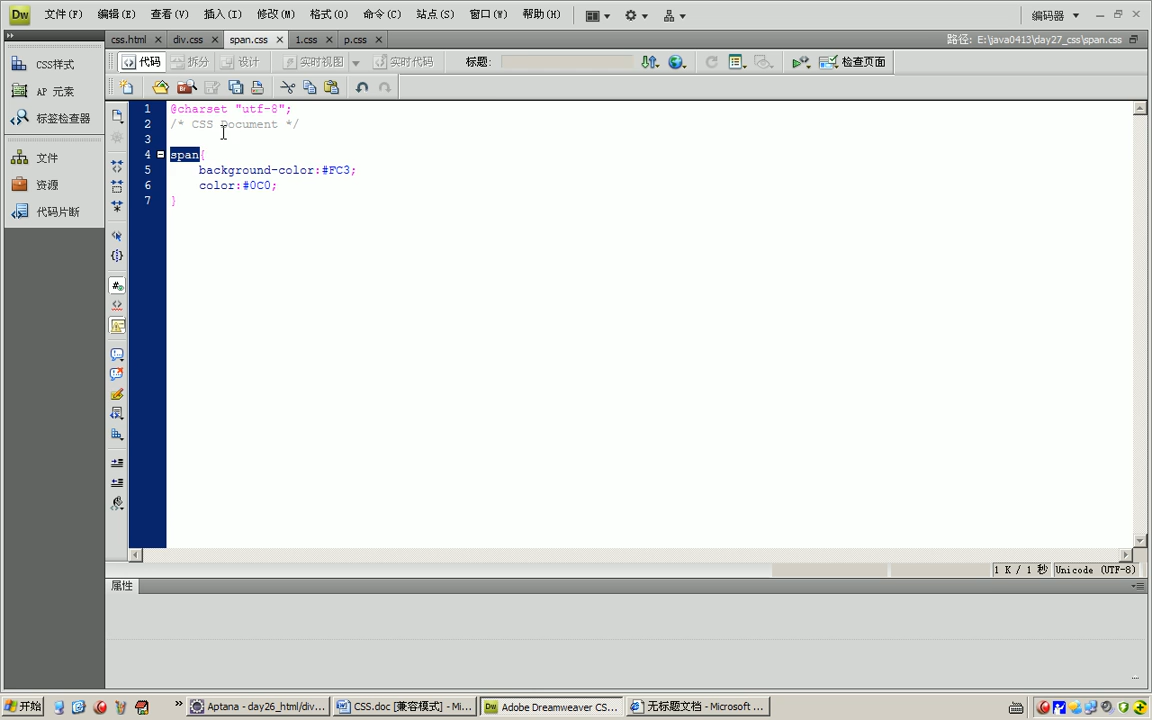 Dw 文件(F) 编辑(E) 查看(V) 插入(I) 修改(M) 格式(O) 命令(C) 站点(S) 窗口(W) 帮助(H) 编码器
css.html div.css span.css 1.css p.css 路径: E:\java0413\day27_css\span.css
代码 拆分 设计 实时视图 实时代码 标题: 检查页面
CSS样式
AP 元素
标签检查器
文件
资源
代码片断
1 @charset "utf-8";
2 /* CSS Document */
3
4 span{
5 background-color:#FC3;
6 color:#0C0;
7 }
1 K / 1 秒 Unicode (UTF-8)
属性
开始 Aptana - day26_html/div... CSS.doc [兼容模式] - Mi... Dw Adobe Dreamweaver CS... 无标题文档 - Microsoft ...